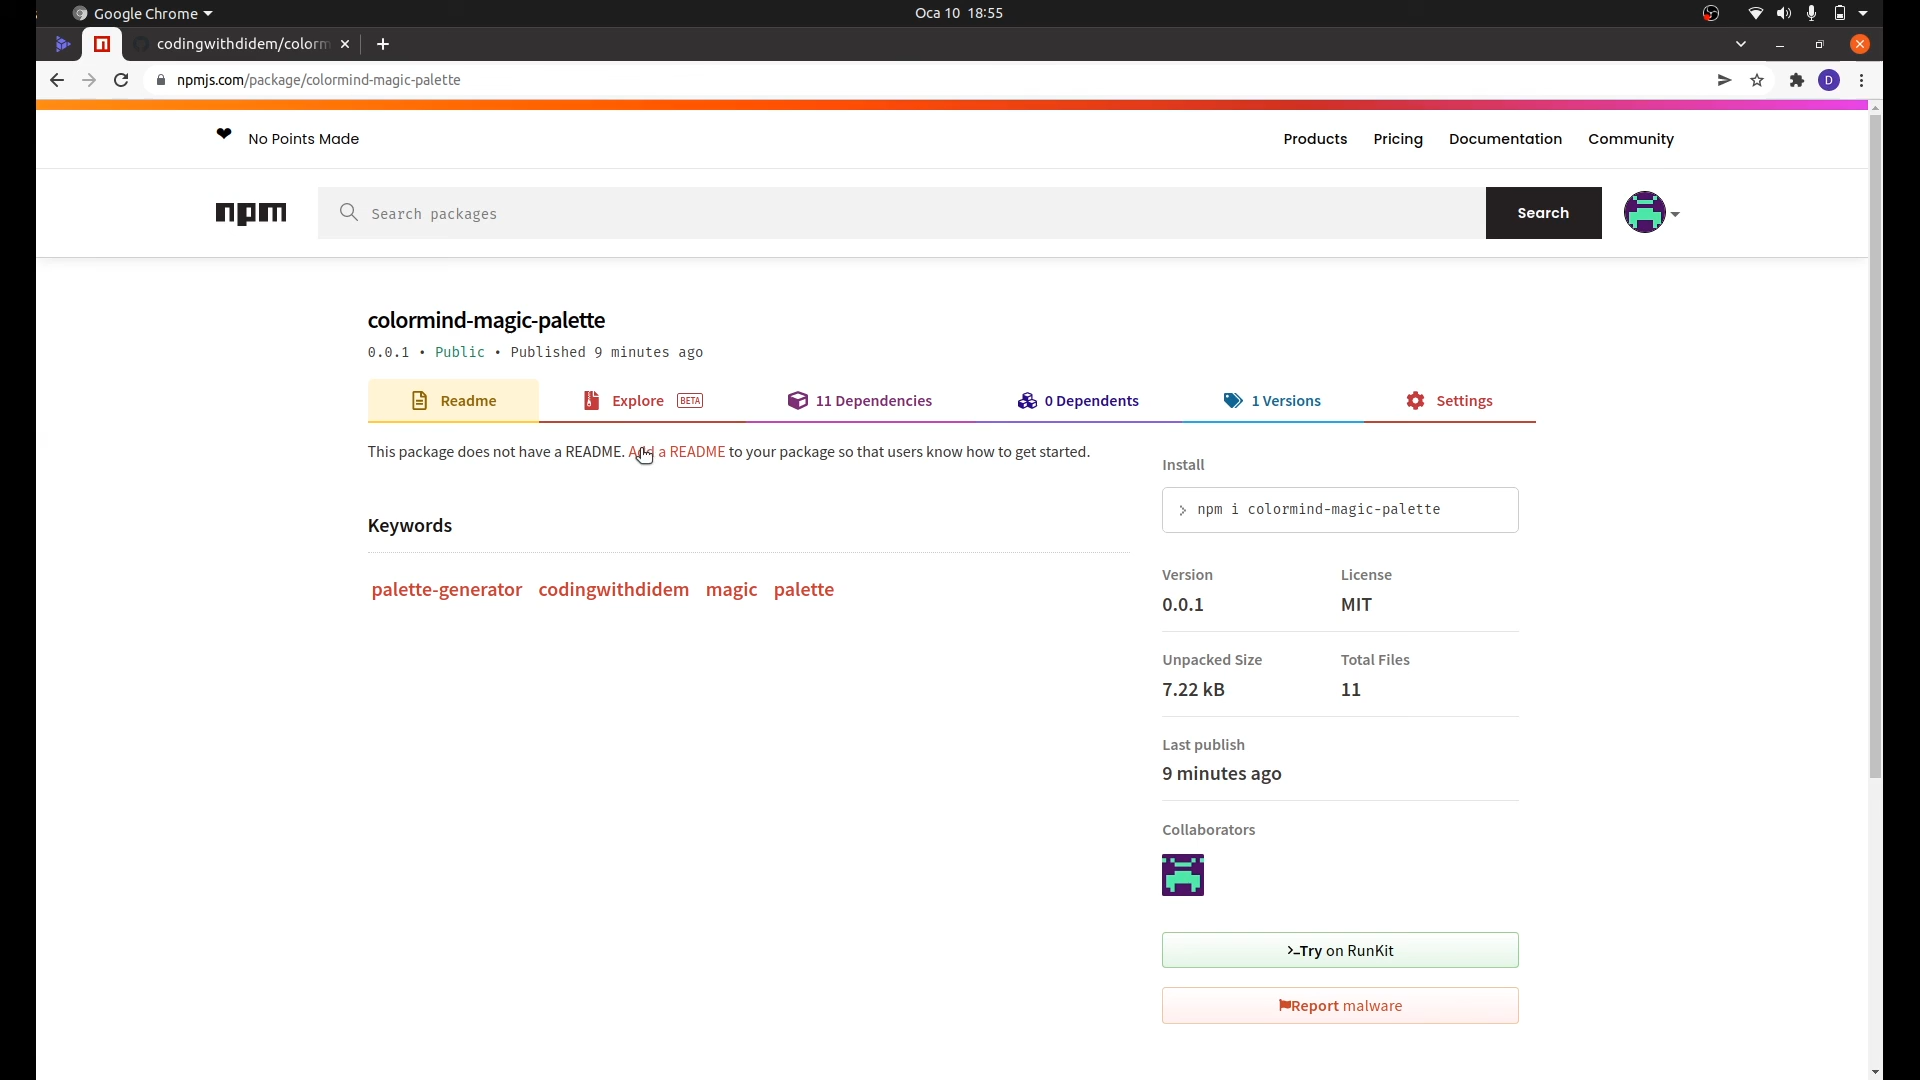 Google Chrome
Oca 10 18:55
codingwithdidem/colorm
npmjs.com/package/colormind-magic-palette
D
No Points Made
Products Pricing Documentation Community
npm
Search packages
Search
colormind-magic-palette
0.0.1 • Public • Published 9 minutes ago
Readme
Explore BETA
11 Dependencies
0 Dependents
1 Versions
Settings
This package does not have a README. Add a README to your package so that users know how to get started.
Keywords
palette-generator codingwithdidem magic palette
Install
> npm i colormind-magic-palette
Version License
0.0.1 MIT
Unpacked Size Total Files
7.22 kB 11
Last publish
9 minutes ago
Collaborators
>-Try on RunKit
Report malware